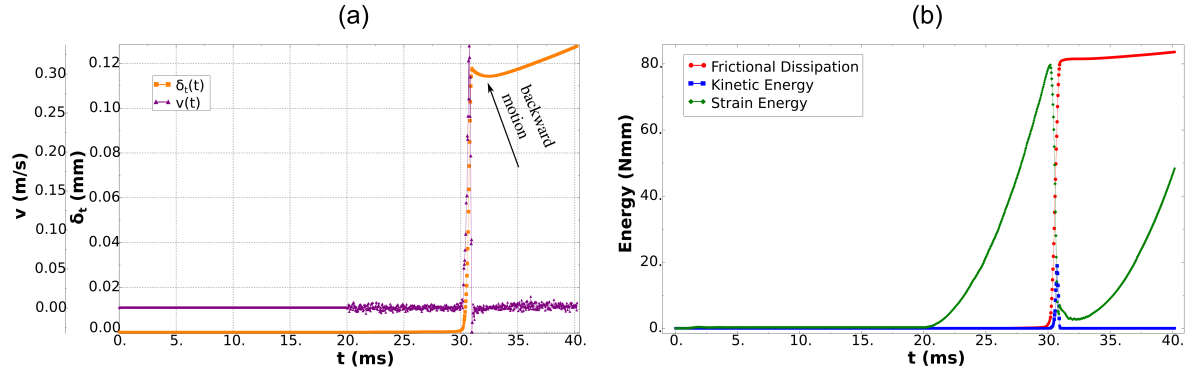 (a)
v (m/s)
0.30
0.25
0.20
0.15
0.10
0.05
0.00
δt (mm)
0.12
0.10
0.08
0.06
0.04
0.02
0.00
δt(t)
v(t)
backward
motion
0. 5. 10. 15. 20. 25. 30. 35. 40.
t (ms)
(b)
Energy (Nmm)
80.
60.
40.
20.
0.
Frictional Dissipation
Kinetic Energy
Strain Energy
0. 5. 10. 15. 20. 25. 30. 35. 40.
t (ms)